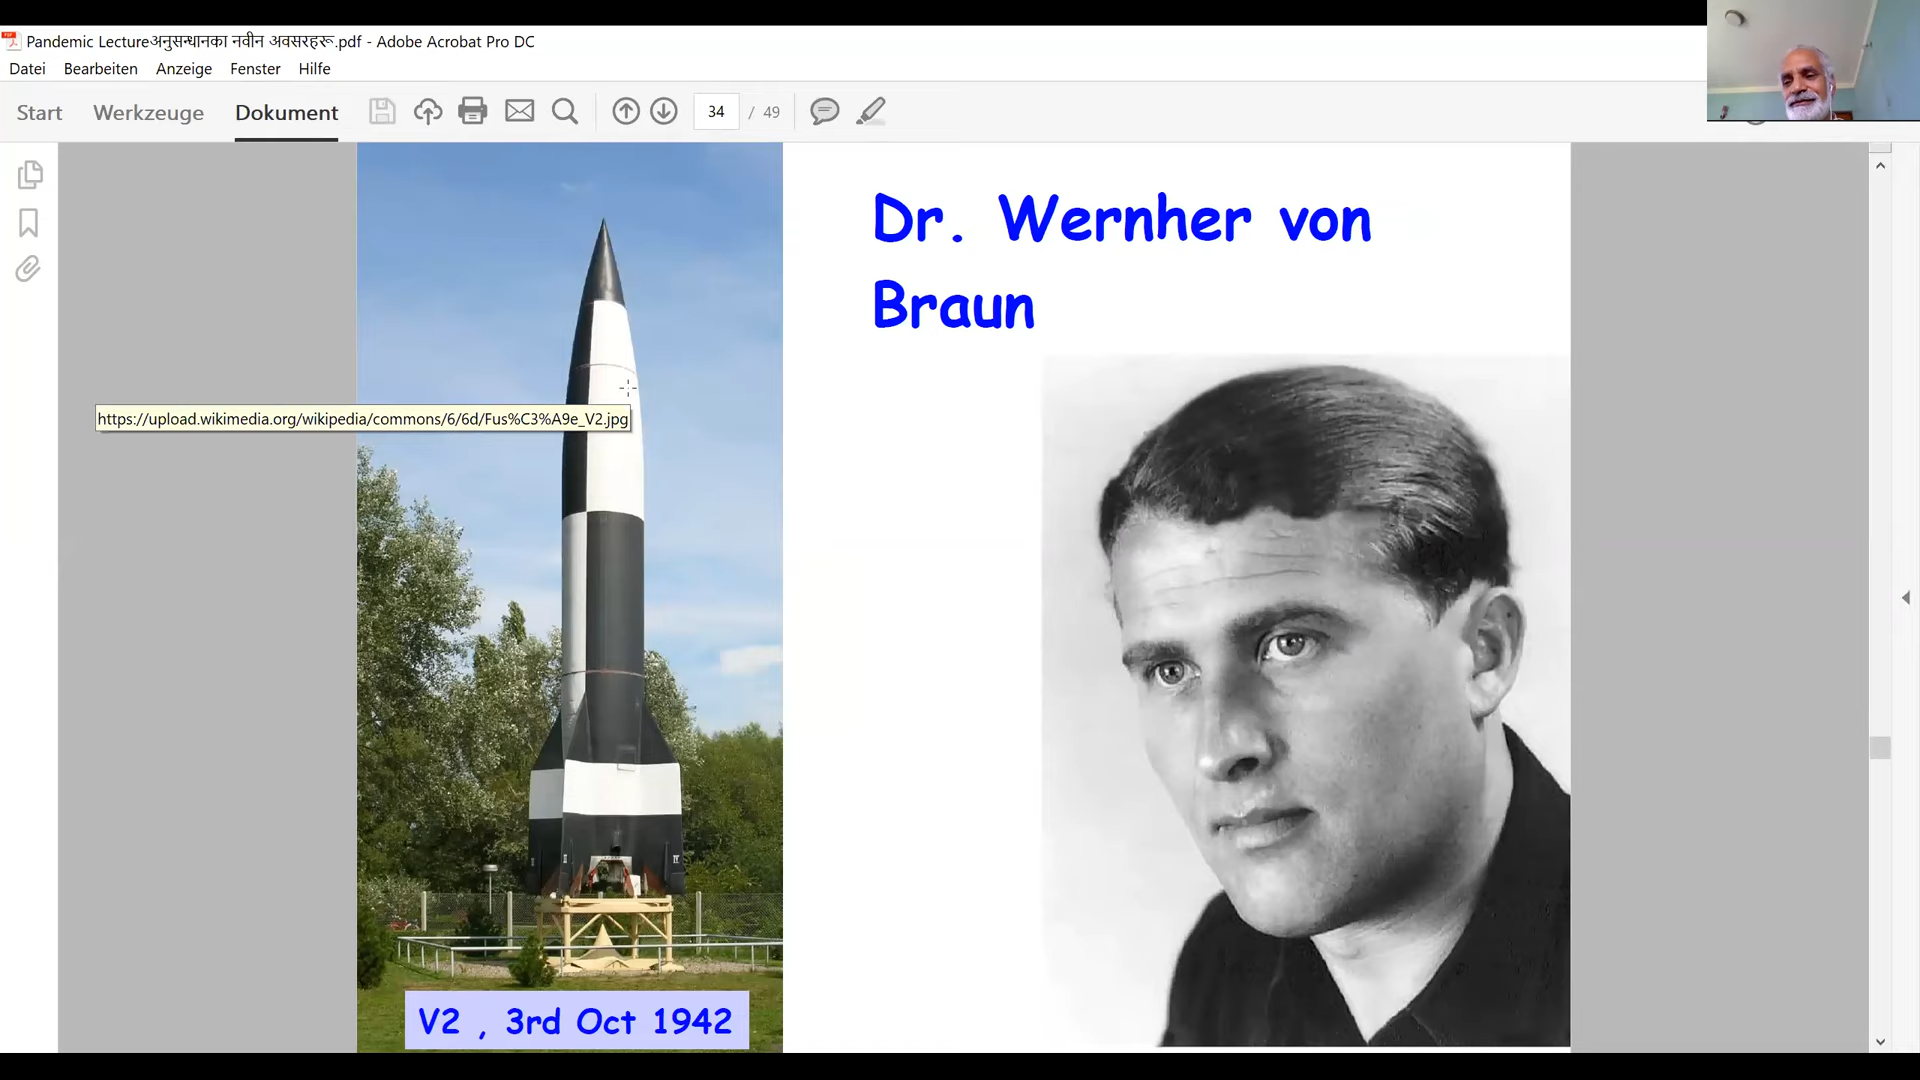 Pandemic Lectureअनुसन्धानका नवीन अवसरहरू.pdf - Adobe Acrobat Pro DC
Datei Bearbeiten Anzeige Fenster Hilfe
Start Werkzeuge Dokument 34 / 49
Dr. Wernher von
Braun
https://upload.wikimedia.org/wikipedia/commons/6/6d/Fus%C3%A9e_V2.jpg
V2 , 3rd Oct 1942